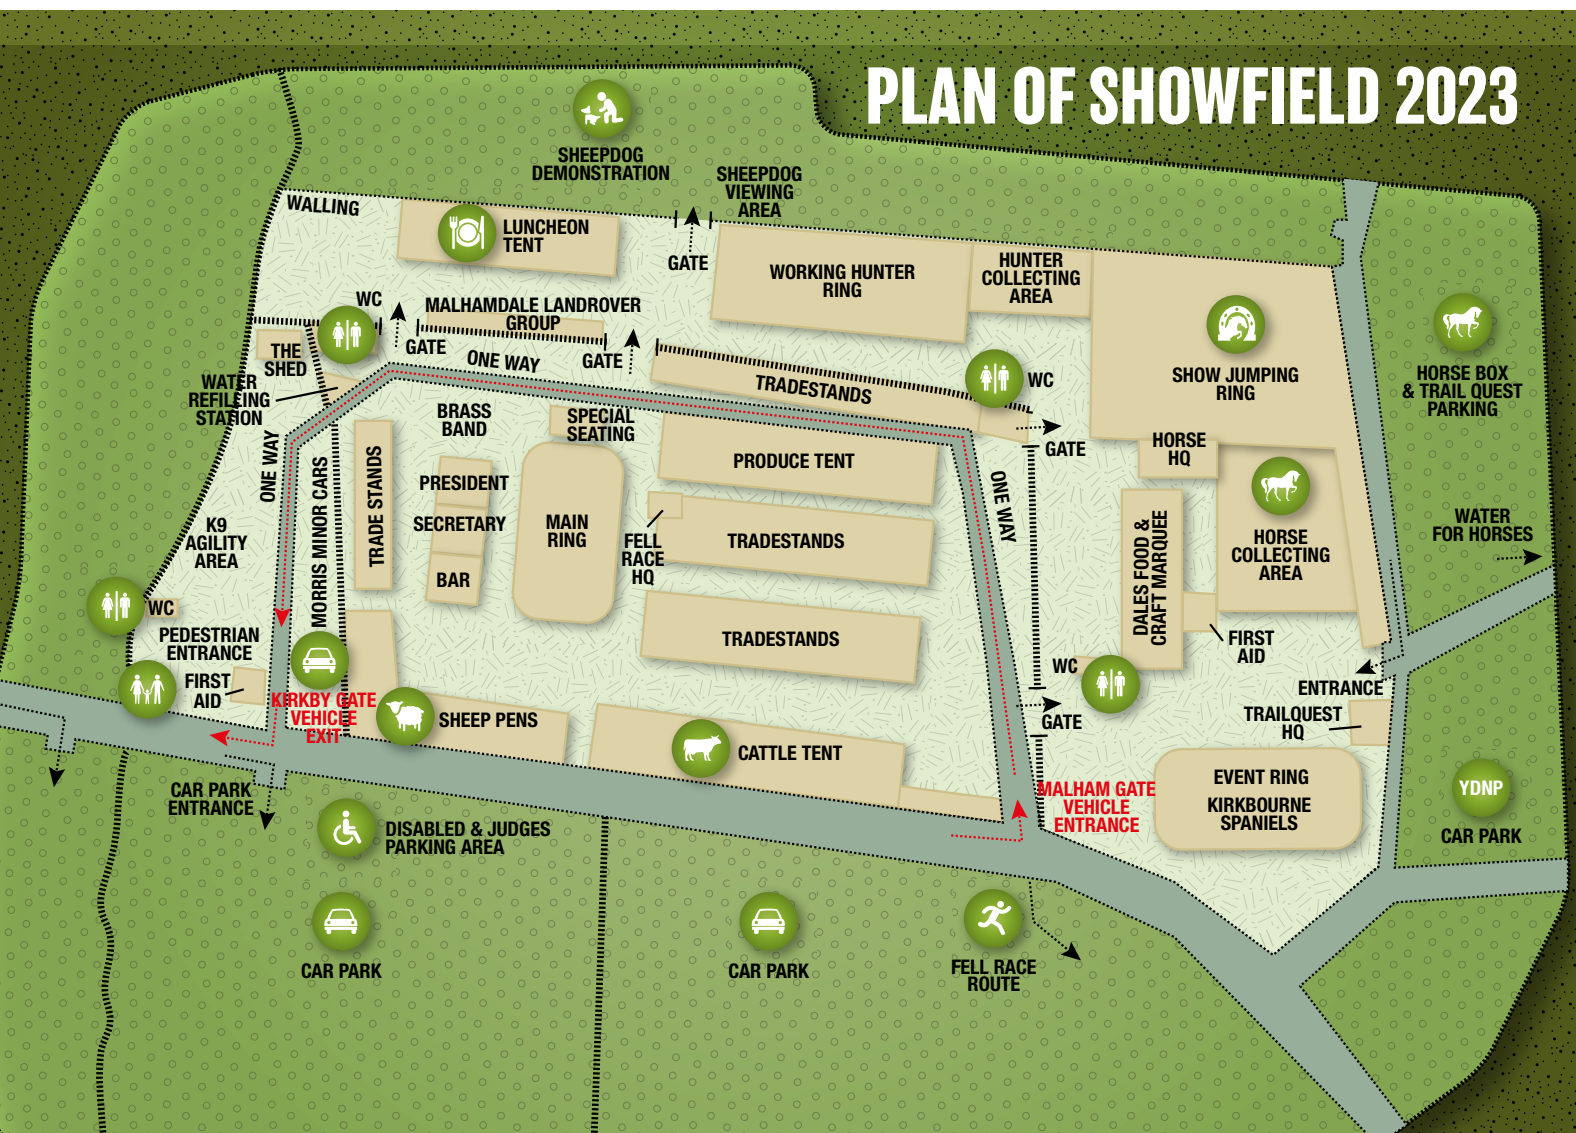 PLAN OF SHOWFIELD 2023
SHEEPDOG
DEMONSTRATION
SHEEPDOG
VIEWING
AREA
WALLING
LUNCHEON
TENT
GATE
WORKING HUNTER
RING
HUNTER
COLLECTING
AREA
WC
MALHAMDALE LANDROVER
GROUP
GATE
GATE
ONE WAY
THE
SHED
WATER
REFILLING
STATION
TRADESTANDS
WC
GATE
SHOW JUMPING
RING
HORSE BOX
& TRAIL QUEST
PARKING
BRASS
BAND
SPECIAL
SEATING
ONE WAY
MORRIS MINOR CARS
TRADE STANDS
PRESIDENT
SECRETARY
BAR
MAIN
RING
PRODUCE TENT
FELL
RACE
HQ
TRADESTANDS
TRADESTANDS
ONE WAY
HORSE
HQ
HORSE
COLLECTING
AREA
DALES FOOD &
CRAFT MARQUEE
WATER
FOR HORSES
K9
AGILITY
AREA
WC
PEDESTRIAN
ENTRANCE
FIRST
AID
KIRKBY GATE
VEHICLE
EXIT
SHEEP PENS
CATTLE TENT
WC
GATE
FIRST
AID
ENTRANCE
TRAILQUEST
HQ
MALHAM GATE
VEHICLE
ENTRANCE
EVENT RING
KIRKBOURNE
SPANIELS
YDNP
CAR PARK
CAR PARK
ENTRANCE
DISABLED & JUDGES
PARKING AREA
CAR PARK
CAR PARK
FELL RACE
ROUTE